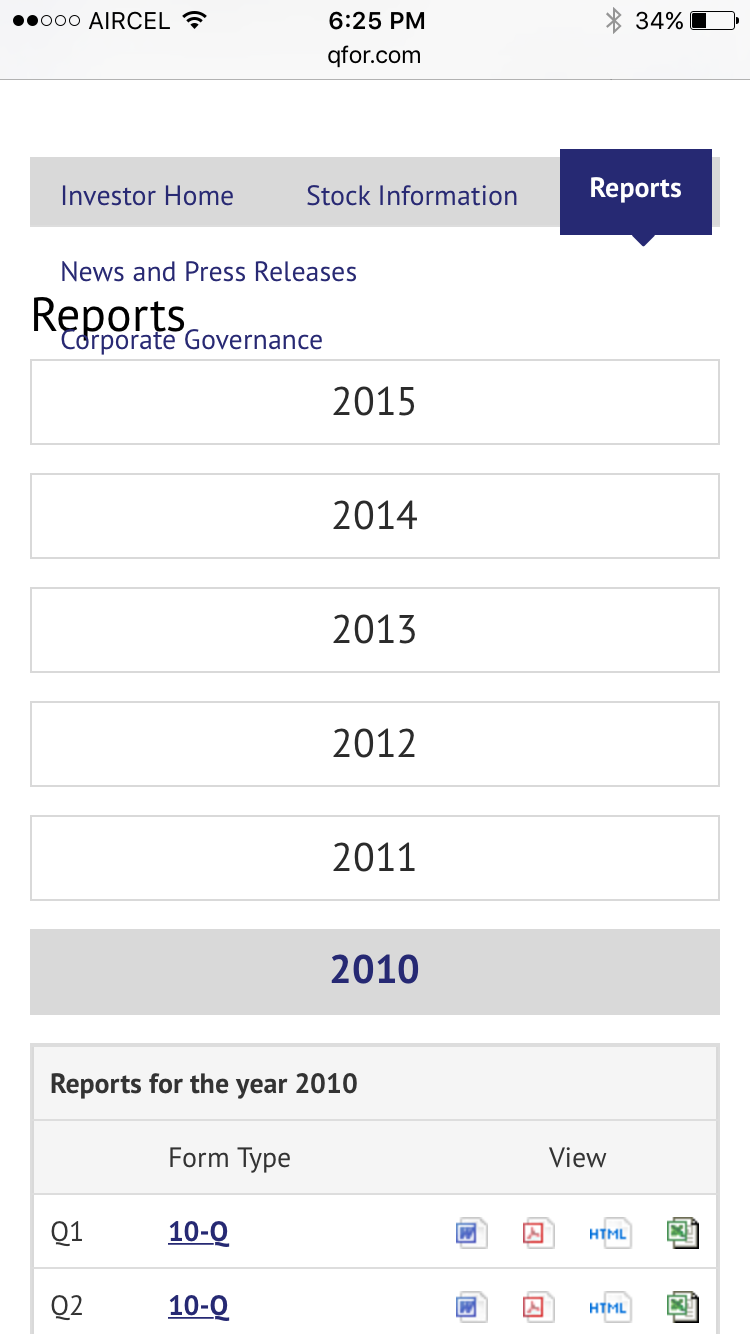 AIRCEL 6:25 PM 34%
qfor.com
Investor Home Stock Information Reports
News and Press Releases
Reports
Corporate Governance
2015
2014
2013
2012
2011
2010
Reports for the year 2010
Form Type View
Q1 10-Q W HTML X
Q2 10-Q W HTML X